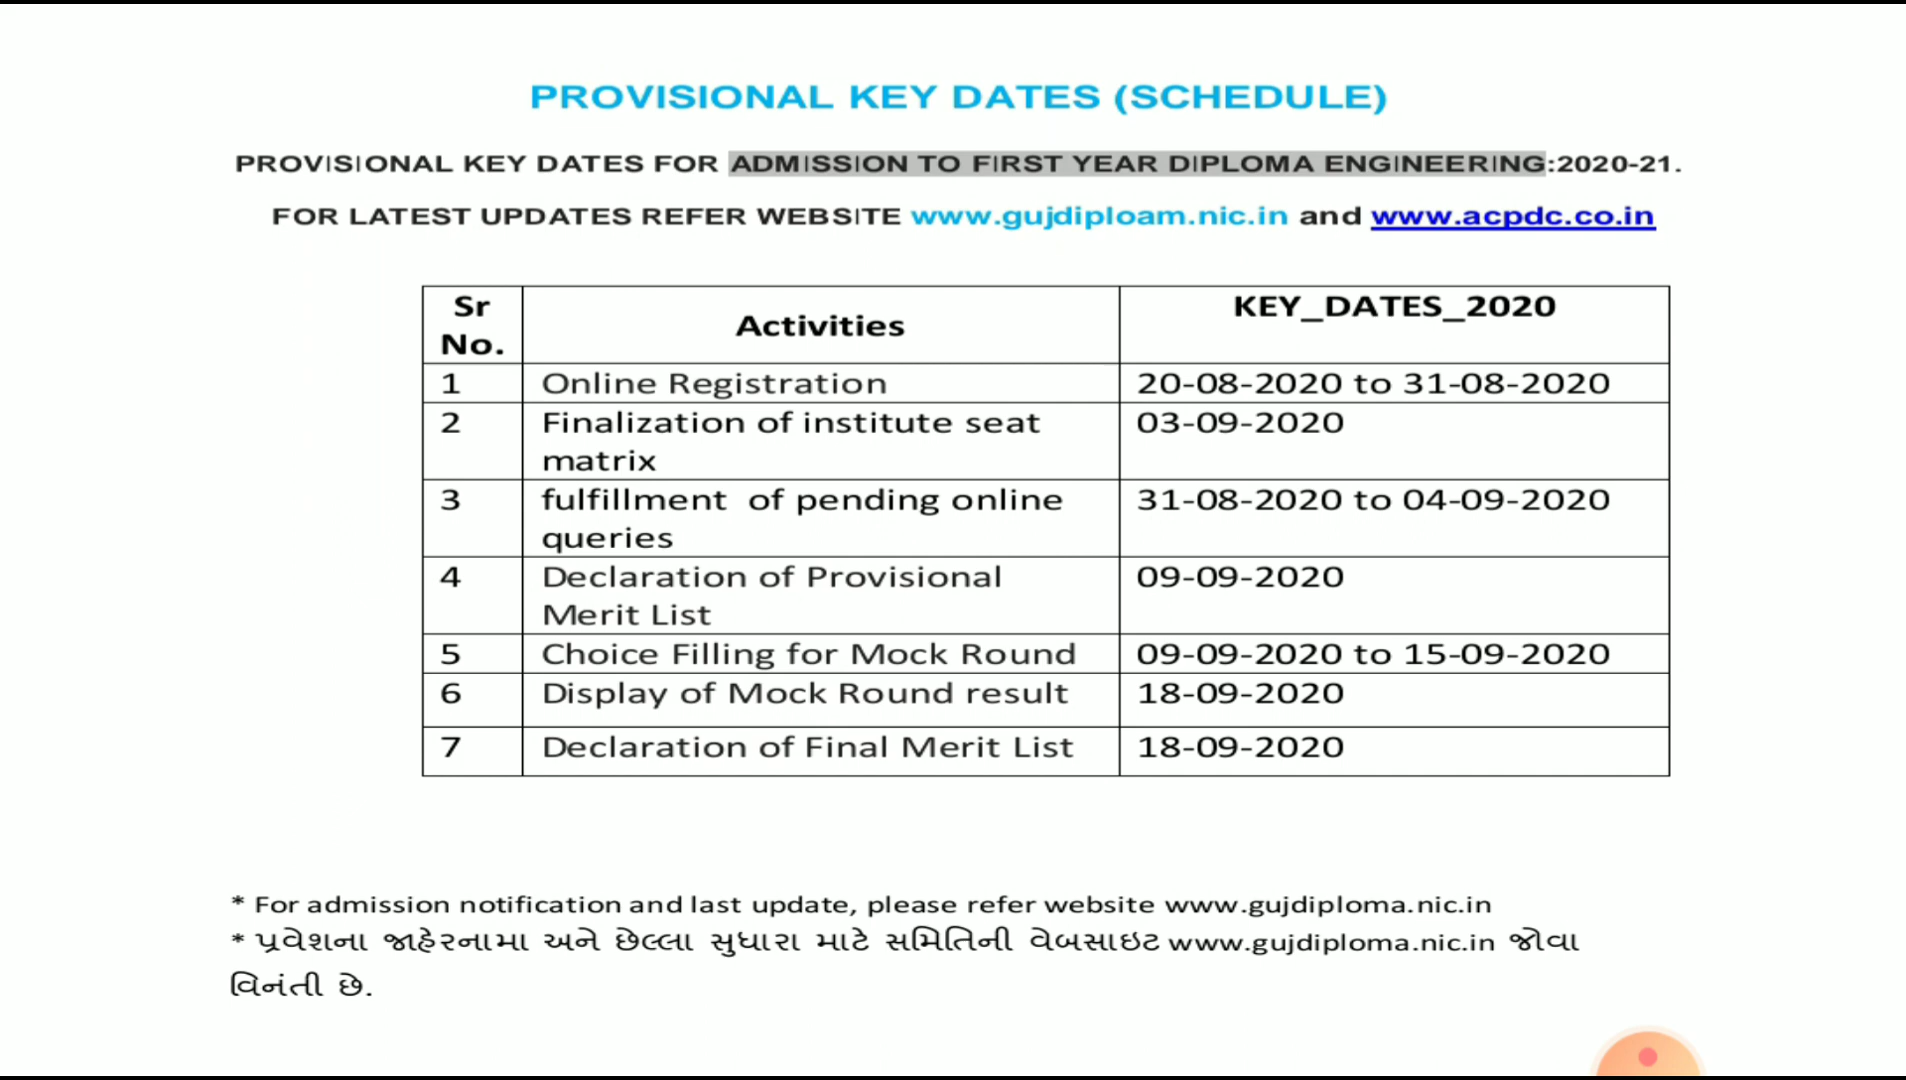 PROVISIONAL KEY DATES (SCHEDULE)
PROVISIONAL KEY DATES FOR ADMISSION TO FIRST YEAR DIPLOMA ENGINEERING:2020-21.
FOR LATEST UPDATES REFER WEBSITE www.gujdiploam.nic.in and www.acpdc.co.in
Sr No. Activities KEY_DATES_2020
1 Online Registration 20-08-2020 to 31-08-2020
2 Finalization of institute seat 03-09-2020
matrix
3 fulfillment of pending online 31-08-2020 to 04-09-2020
queries
4 Declaration of Provisional 09-09-2020
Merit List
5 Choice Filling for Mock Round 09-09-2020 to 15-09-2020
6 Display of Mock Round result 18-09-2020
7 Declaration of Final Merit List 18-09-2020
* For admission notification and last update, please refer website www.gujdiploma.nic.in
* પ્રવેશના જાહેરનામા અને છેલ્લા સુધારા માટે સમિતિની વેબસાઇટ www.gujdiploma.nic.in જોવા
વિનંતી છે.